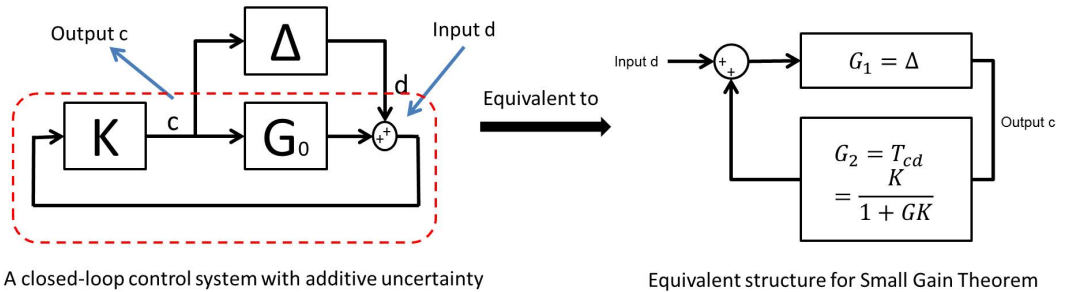 Output c
Input d
Δ
d
K
c
G₀
+
+
A closed-loop control system with additive uncertainty
Equivalent to
Input d
+
+
G₁ = Δ
G₂ = T_cd
= K / (1 + GK)
Output c
Equivalent structure for Small Gain Theorem